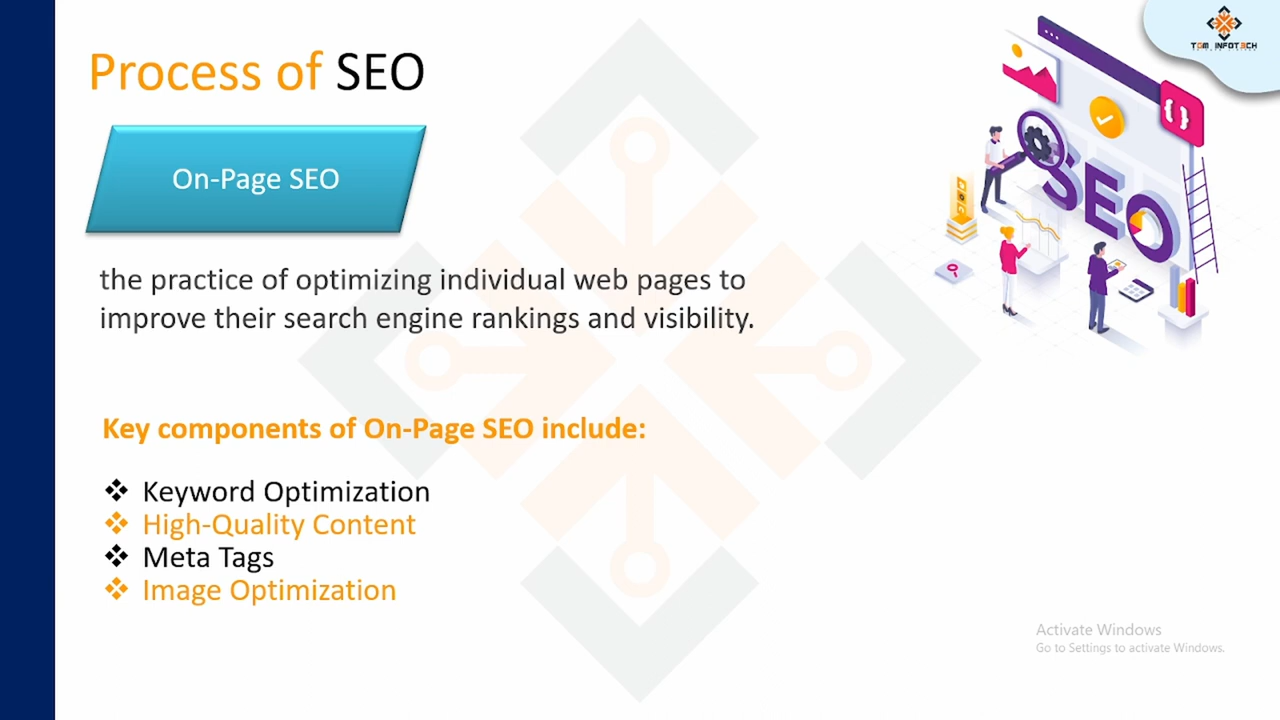 Process of SEO
TQM INFOTECH
On-Page SEO
SEO
the practice of optimizing individual web pages to
improve their search engine rankings and visibility.
Key components of On-Page SEO include:
❖ Keyword Optimization
❖ High-Quality Content
❖ Meta Tags
❖ Image Optimization
Activate Windows
Go to Settings to activate Windows.